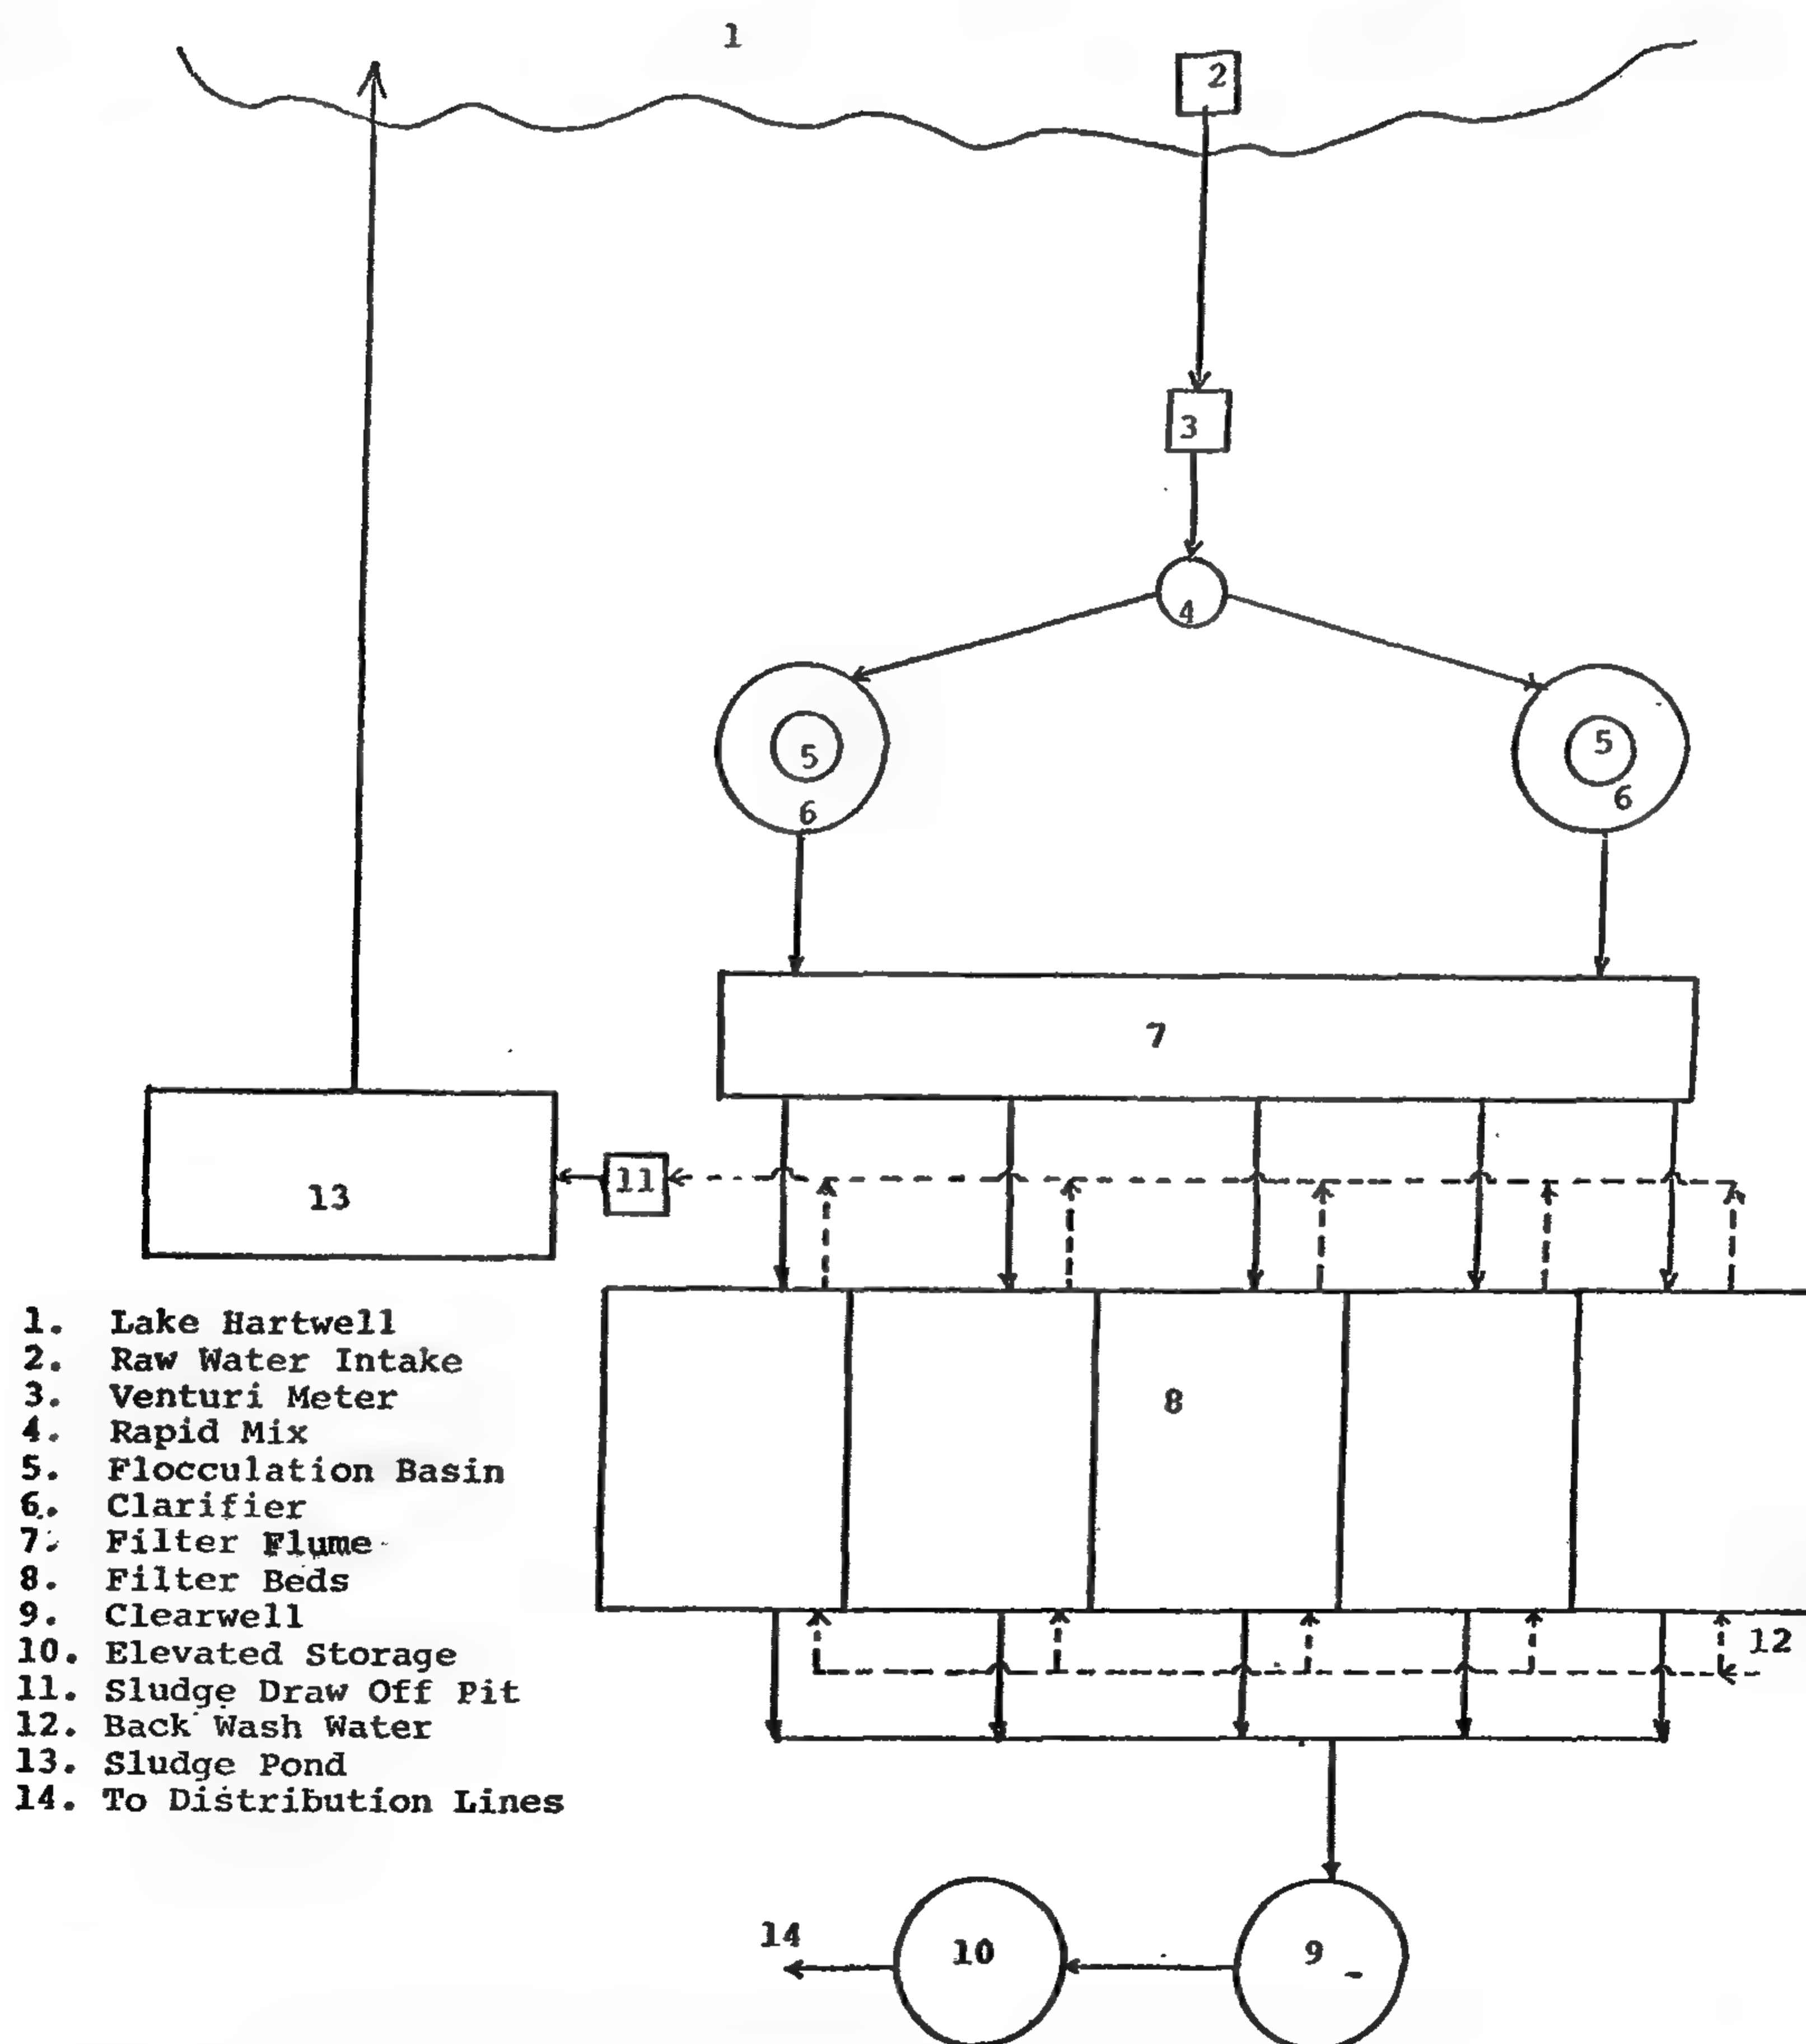 1
2
3
4
5
5
6
6
7
13
11
8
12
14
10
9
1. Lake Hartwell
2. Raw Water Intake
3. Venturi Meter
4. Rapid Mix
5. Flocculation Basin
6. Clarifier
7. Filter Flume
8. Filter Beds
9. Clearwell
10. Elevated Storage
11. Sludge Draw Off Pit
12. Back Wash Water
13. Sludge Pond
14. To Distribution Lines